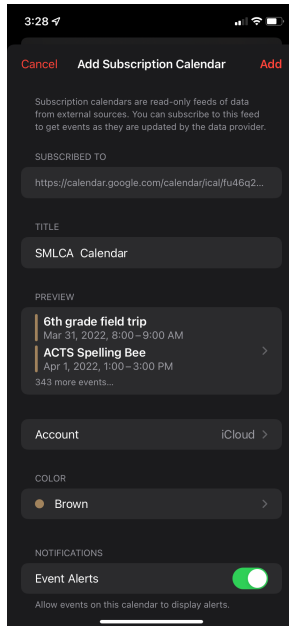 3:28
Cancel Add Subscription Calendar Add
Subscription calendars are read-only feeds of data
from external sources. You can subscribe to this feed
to get events as they are updated by the data provider.
SUBSCRIBED TO
https://calendar.google.com/calendar/ical/fu46q2...
TITLE
SMLCA Calendar
PREVIEW
6th grade field trip
Mar 31, 2022, 8:00–9:00 AM
ACTS Spelling Bee
Apr 1, 2022, 1:00–3:00 PM
343 more events...
Account iCloud
COLOR
Brown
NOTIFICATIONS
Event Alerts
Allow events on this calendar to display alerts.